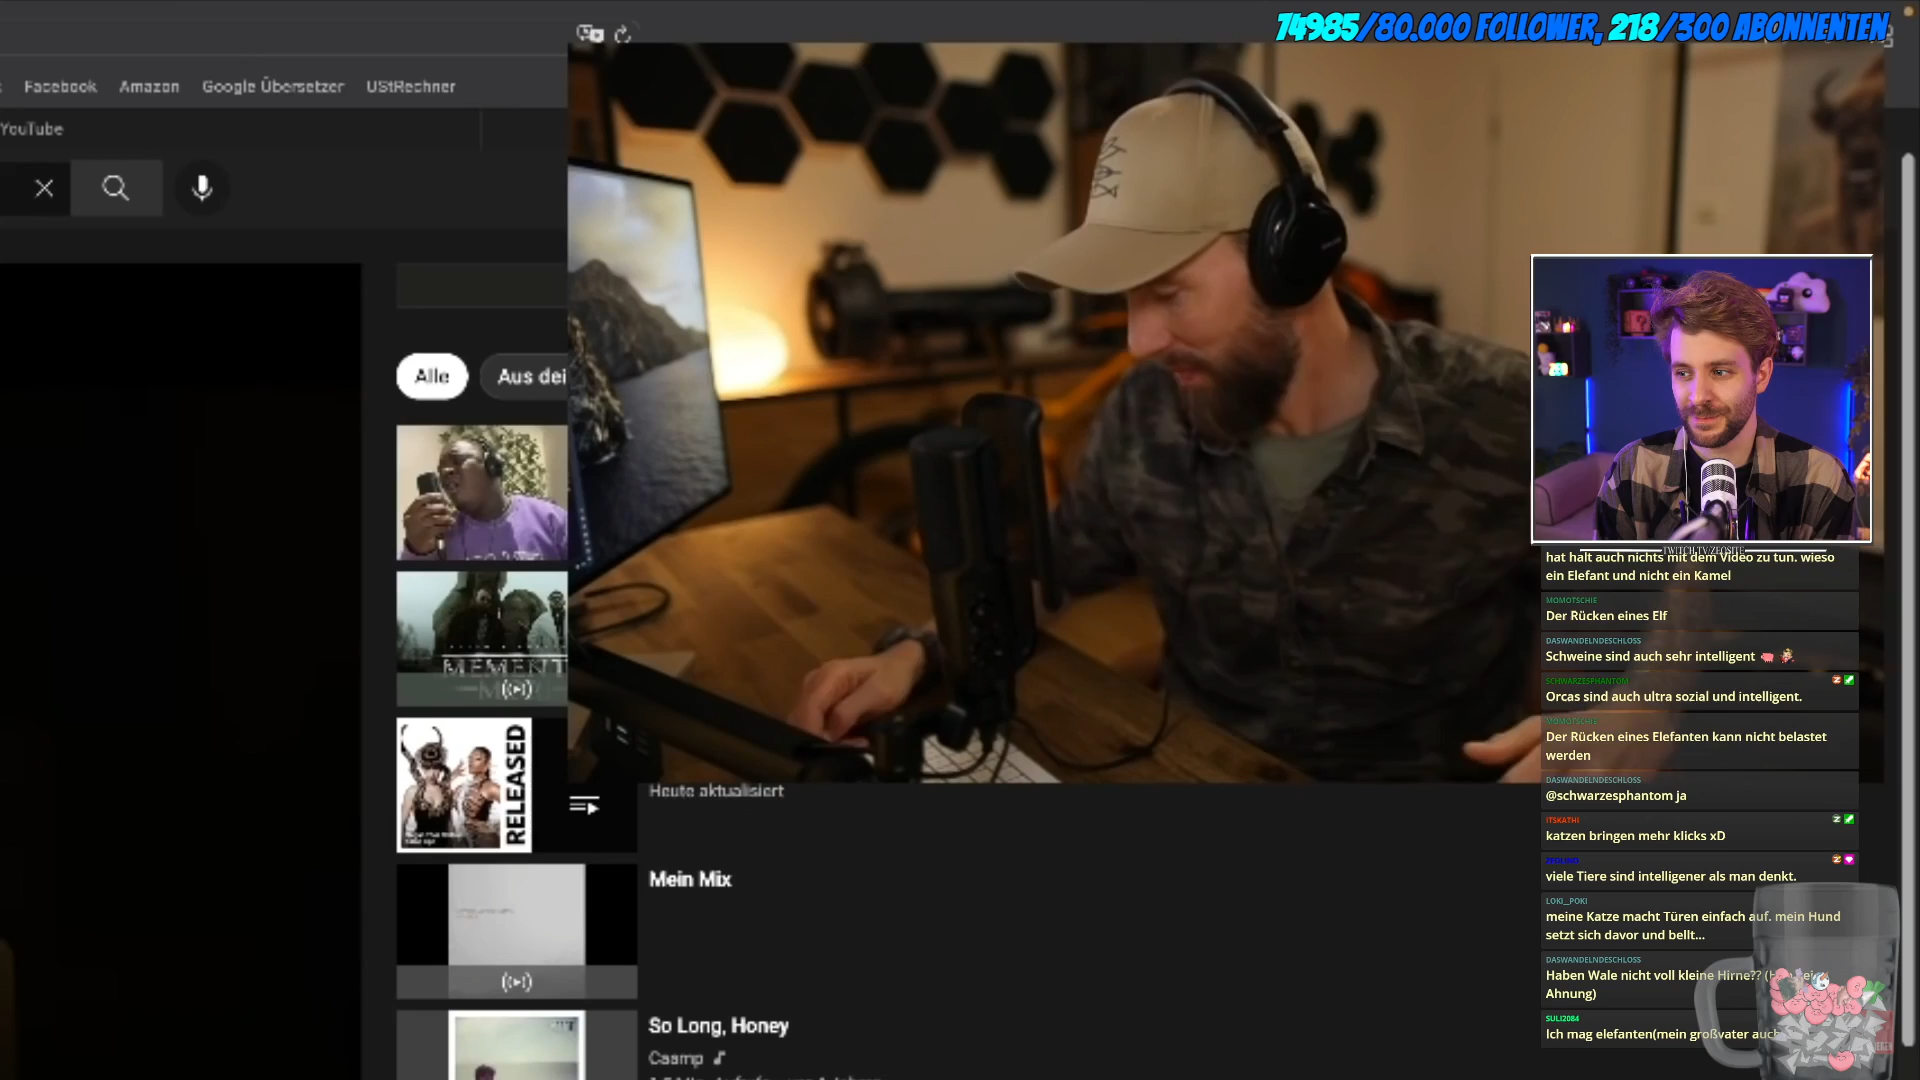 74985/80.000 FOLLOWER, 218/300 ABONNENTEN
Facebook
Amazon
Google Übersetzer
UStRechner
YouTube
Alle
Aus dei
MEMENT
RELEASED
Heute aktualisiert
Mein Mix
So Long, Honey
Caamp
TWITCH.TV/ZEOSITE
hat halt auch nichts mit dem Video zu tun. wieso
ein Elefant und nicht ein Kamel
MOMOTSCHIE
Der Rücken eines Elf
DASWANDELNDESCHLOSS
Schweine sind auch sehr intelligent
SCHWARZESPHANTOM
Orcas sind auch ultra sozial und intelligent.
MOMOTSCHIE
Der Rücken eines Elefanten kann nicht belastet
werden
DASWANDELNDESCHLOSS
@schwarzesphantom ja
ITSKATHI
katzen bringen mehr klicks xD
viele Tiere sind intelligener als man denkt.
LOKI_POKI
meine Katze macht Türen einfach auf. mein Hund
setzt sich davor und bellt...
DASWANDELNDESCHLOSS
Haben Wale nicht voll kleine Hirne??
Ahnung)
SULI2084
Ich mag elefanten(mein großvater auch